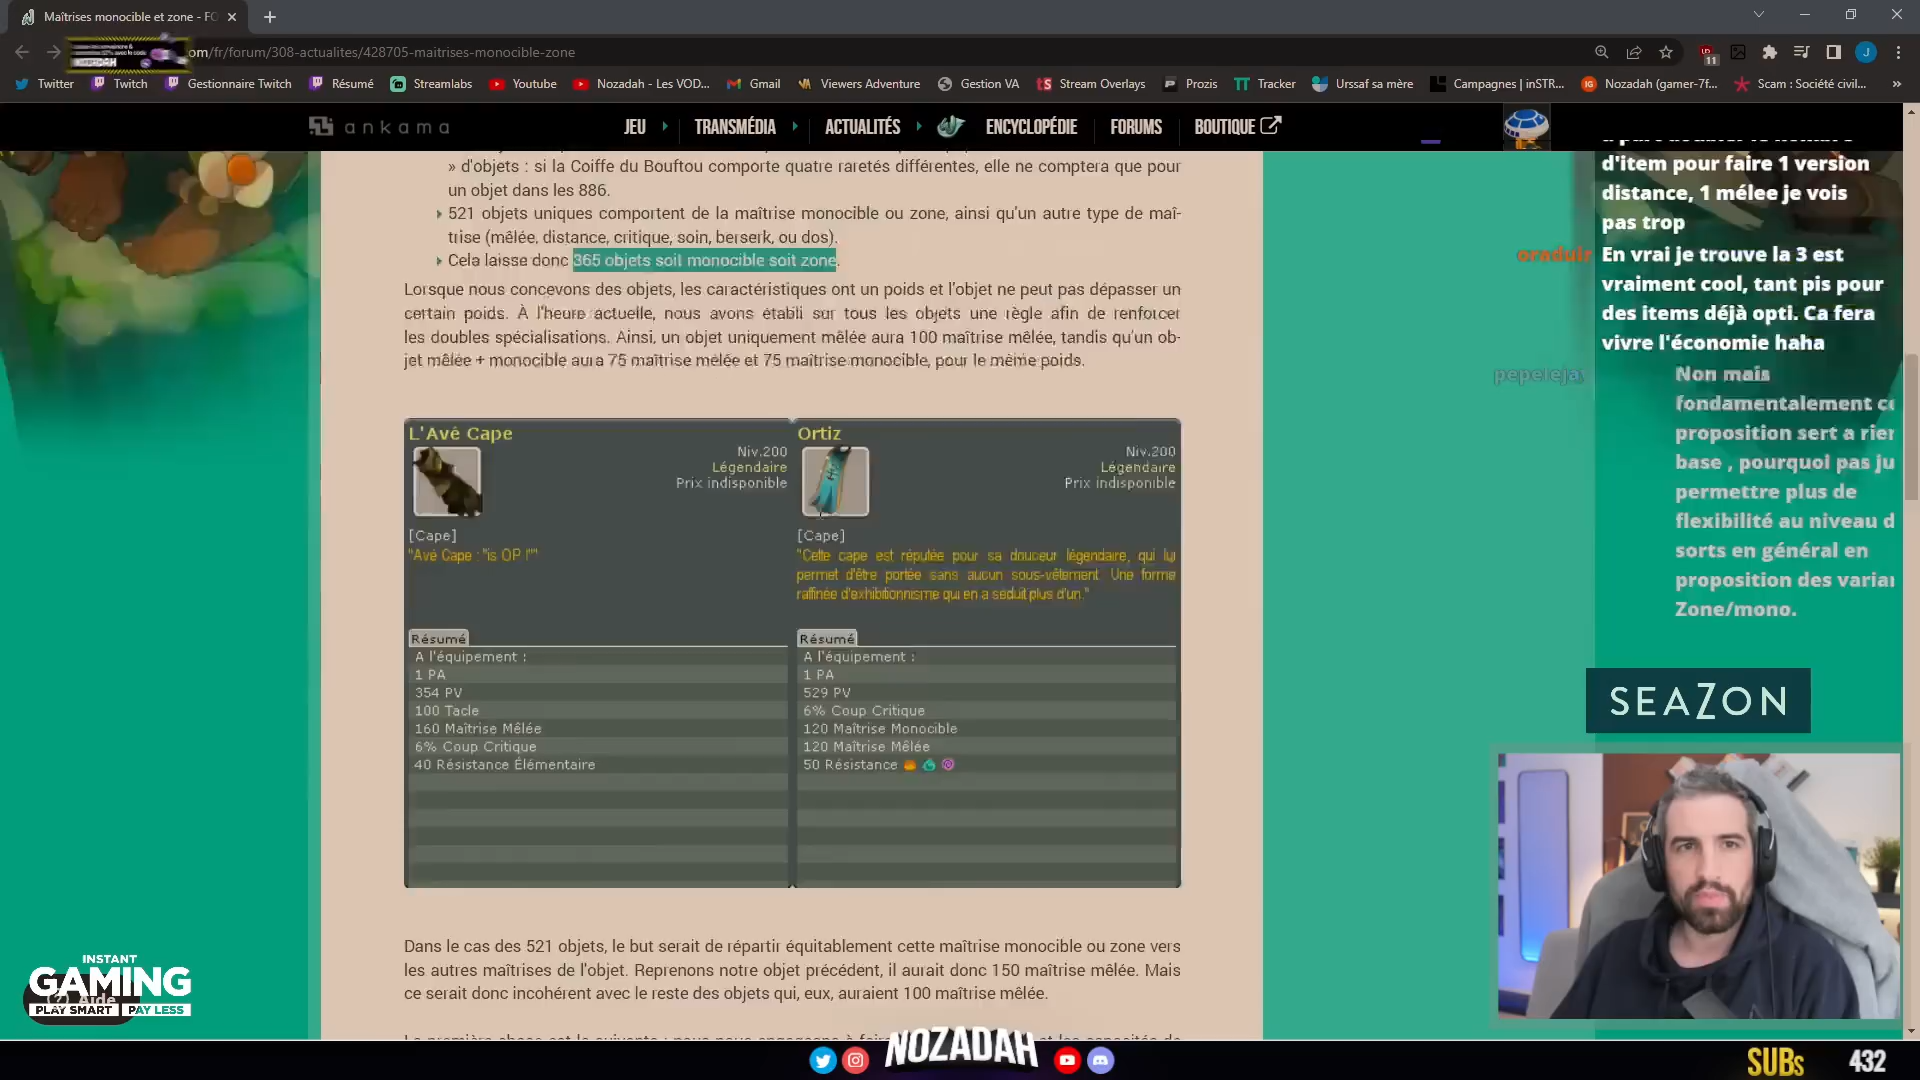 Maîtrises monocible et zone - FO
om/fr/forum/308-actualites/428705-maitrises-monocible-zone
11
J
Twitter
Twitch
Gestionnaire Twitch
Résumé
Streamlabs
Youtube
Nozadah - Les VOD...
Gmail
Viewers Adventure
Gestion VA
Stream Overlays
Prozis
Tracker
Urssaf sa mère
Campagnes | inSTR...
Nozadah (gamer-7f...
Scam : Société civil...
ankama
JEU
TRANSMÉDIA
ACTUALITÉS
ENCYCLOPÉDIE
FORUMS
BOUTIQUE
» d'objets : si la Coiffe du Bouftou comporte quatre raretés différentes, elle ne comptera que pour
un objet dans les 886.
521 objets uniques comportent de la maîtrise monocible ou zone, ainsi qu'un autre type de maî-
trise (mêlée, distance, critique, soin, berserk, ou dos).
Cela laisse donc 365 objets soit monocible soit zone.
Lorsque nous concevons des objets, les caractéristiques ont un poids et l'objet ne peut pas dépasser un
certain poids. À l'heure actuelle, nous avons établi sur tous les objets une règle afin de renforcer
les doubles spécialisations. Ainsi, un objet uniquement mêlée aura 100 maîtrise mêlée, tandis qu'un ob-
jet mêlée + monocible aura 75 maîtrise mêlée et 75 maîtrise monocible, pour le même poids.
L'Avé Cape
Niv.200
Légendaire
Prix indisponible
[Cape]
"Avé Cape : "is OP !""
Résumé
A l'équipement :
1 PA
354 PV
100 Tacle
160 Maîtrise Mêlée
6% Coup Critique
40 Résistance Élémentaire
Ortiz
Niv.200
Légendaire
Prix indisponible
[Cape]
"Cette cape est réputée pour sa douceur légendaire, qui lui
permet d'être portée sans aucun sous-vêtement. Une forme
raffinée d'exhibitionnisme qui en a séduit plus d'un."
Résumé
A l'équipement :
1 PA
529 PV
6% Coup Critique
120 Maîtrise Monocible
120 Maîtrise Mêlée
50 Résistance
Dans le cas des 521 objets, le but serait de répartir équitablement cette maîtrise monocible ou zone vers
les autres maîtrises de l'objet. Reprenons notre objet précédent, il aurait donc 150 maîtrise mêlée. Mais
ce serait donc incohérent avec le reste des objets qui, eux, auraient 100 maîtrise mêlée.
d'item pour faire 1 version
distance, 1 mélee je vois
pas trop
En vrai je trouve la 3 est
vraiment cool, tant pis pour
des items déjà opti. Ca fera
vivre l'économie haha
Non mais
fondamentalement
proposition sert a
base , pourquoi pas
permettre plus de
flexibilité au niveau
sorts en général en
proposition des
Zone/mono.
SEAZON
INSTANT
GAMING
PLAY SMART PAY LESS
Aide
NOZADAH
SUBs 432